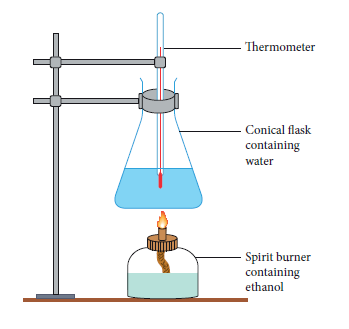 Thermometer
Conical flask
containing
water
Spirit burner
containing
ethanol